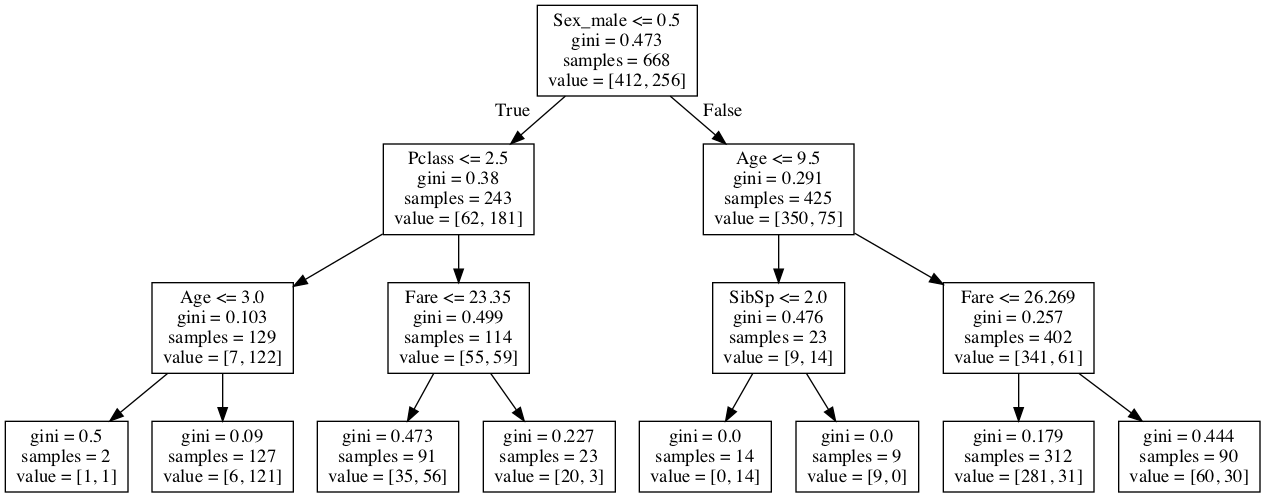 Sex_male <= 0.5
gini = 0.473
samples = 668
value = [412, 256]
True
False
Pclass <= 2.5
gini = 0.38
samples = 243
value = [62, 181]
Age <= 9.5
gini = 0.291
samples = 425
value = [350, 75]
Age <= 3.0
gini = 0.103
samples = 129
value = [7, 122]
Fare <= 23.35
gini = 0.499
samples = 114
value = [55, 59]
SibSp <= 2.0
gini = 0.476
samples = 23
value = [9, 14]
Fare <= 26.269
gini = 0.257
samples = 402
value = [341, 61]
gini = 0.5
samples = 2
value = [1, 1]
gini = 0.09
samples = 127
value = [6, 121]
gini = 0.473
samples = 91
value = [35, 56]
gini = 0.227
samples = 23
value = [20, 3]
gini = 0.0
samples = 14
value = [0, 14]
gini = 0.0
samples = 9
value = [9, 0]
gini = 0.179
samples = 312
value = [281, 31]
gini = 0.444
samples = 90
value = [60, 30]